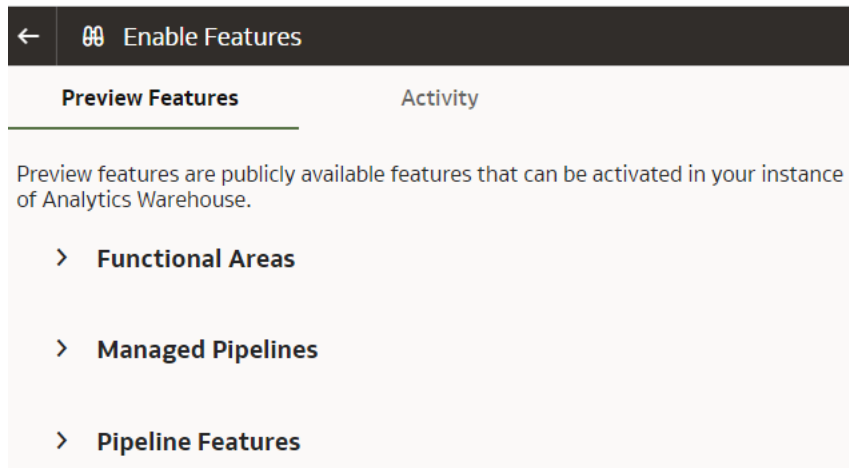 Enable Features
Preview Features
Activity
Preview features are publicly available features that can be activated in your instance
of Analytics Warehouse.
Functional Areas
Managed Pipelines
Pipeline Features